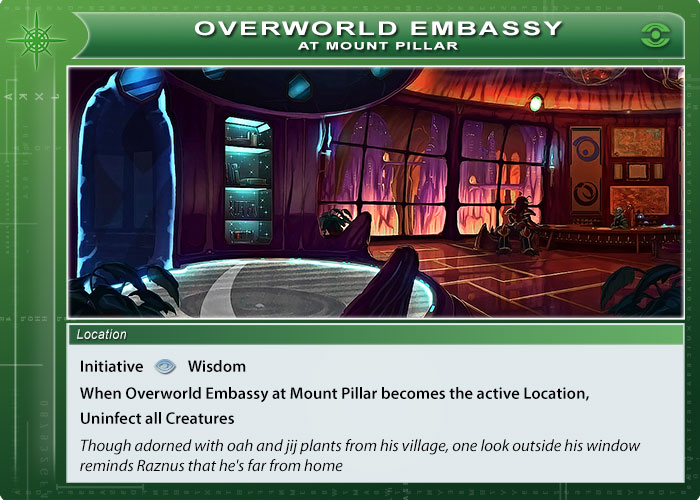 OVERWORLD EMBASSY
AT MOUNT PILLAR
Location
Initiative Wisdom
When Overworld Embassy at Mount Pillar becomes the active Location,
Uninfect all Creatures
Though adorned with oah and jij plants from his village, one look outside his window
reminds Raznus that he's far from home